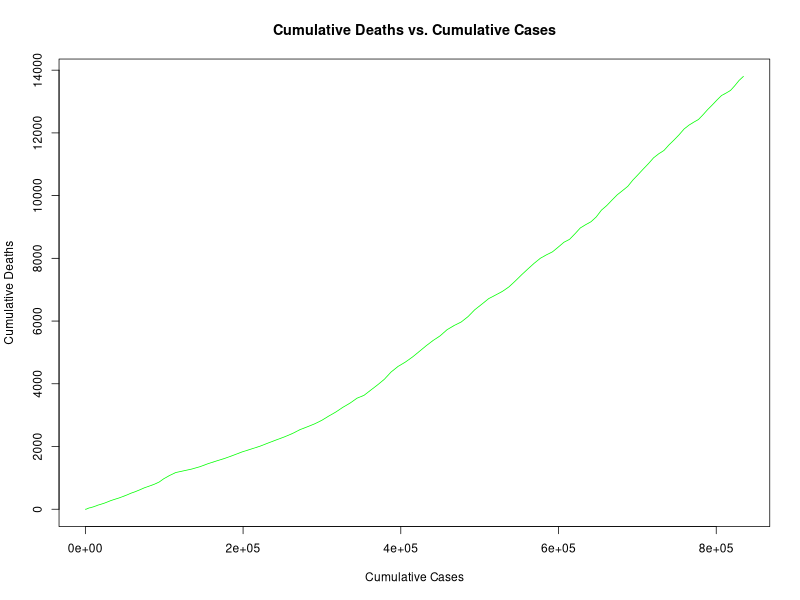 Cumulative Deaths vs. Cumulative Cases
Cumulative Deaths
14000
12000
10000
8000
6000
4000
2000
0
0e+00 2e+05 4e+05 6e+05 8e+05
Cumulative Cases